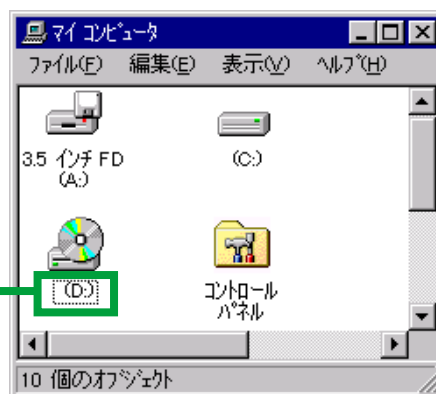 マイ コンピュータ
ファイル(F) 編集(E) 表示(V) ヘルプ(H)
3.5 インチ FD
(A:)
(C:)
(D:)
コントロール
パネル
10 個のオブジェクト